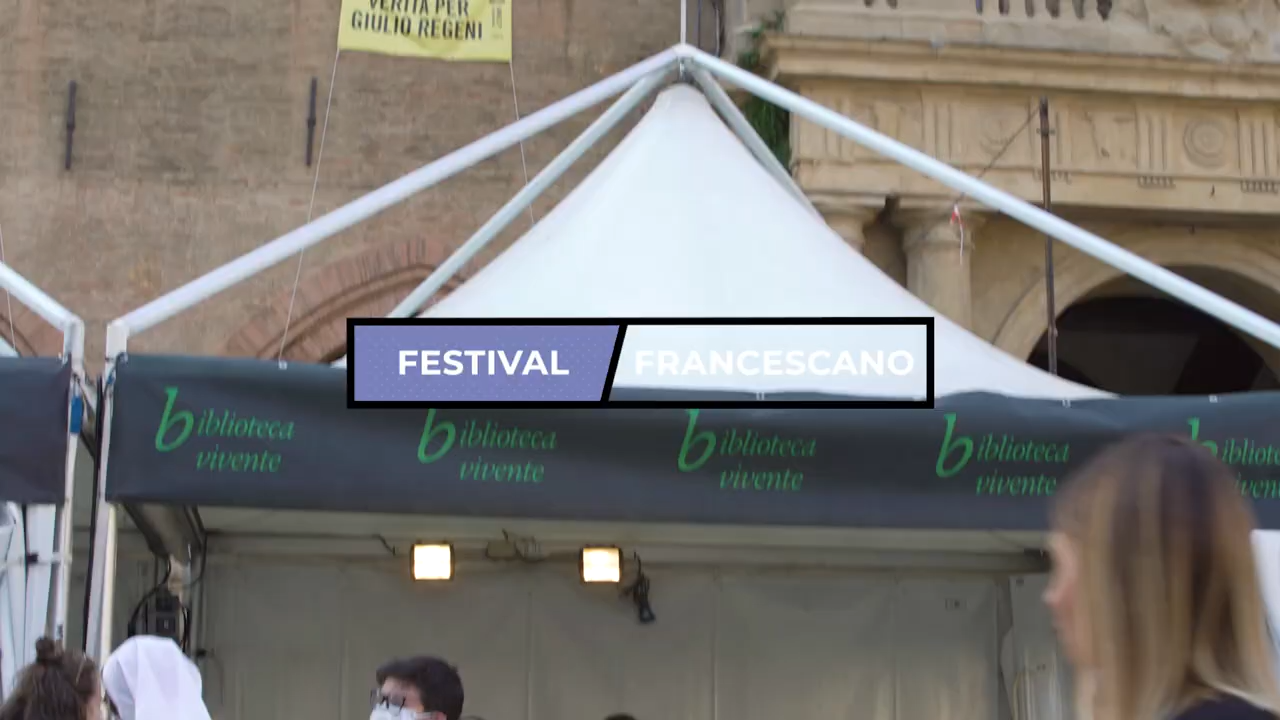 VERITÀ PER
GIULIO REGENI
FESTIVAL FRANCESCANO
biblioteca
vivente
biblioteca
vivente
biblioteca
vivente
biblioteca
vivente